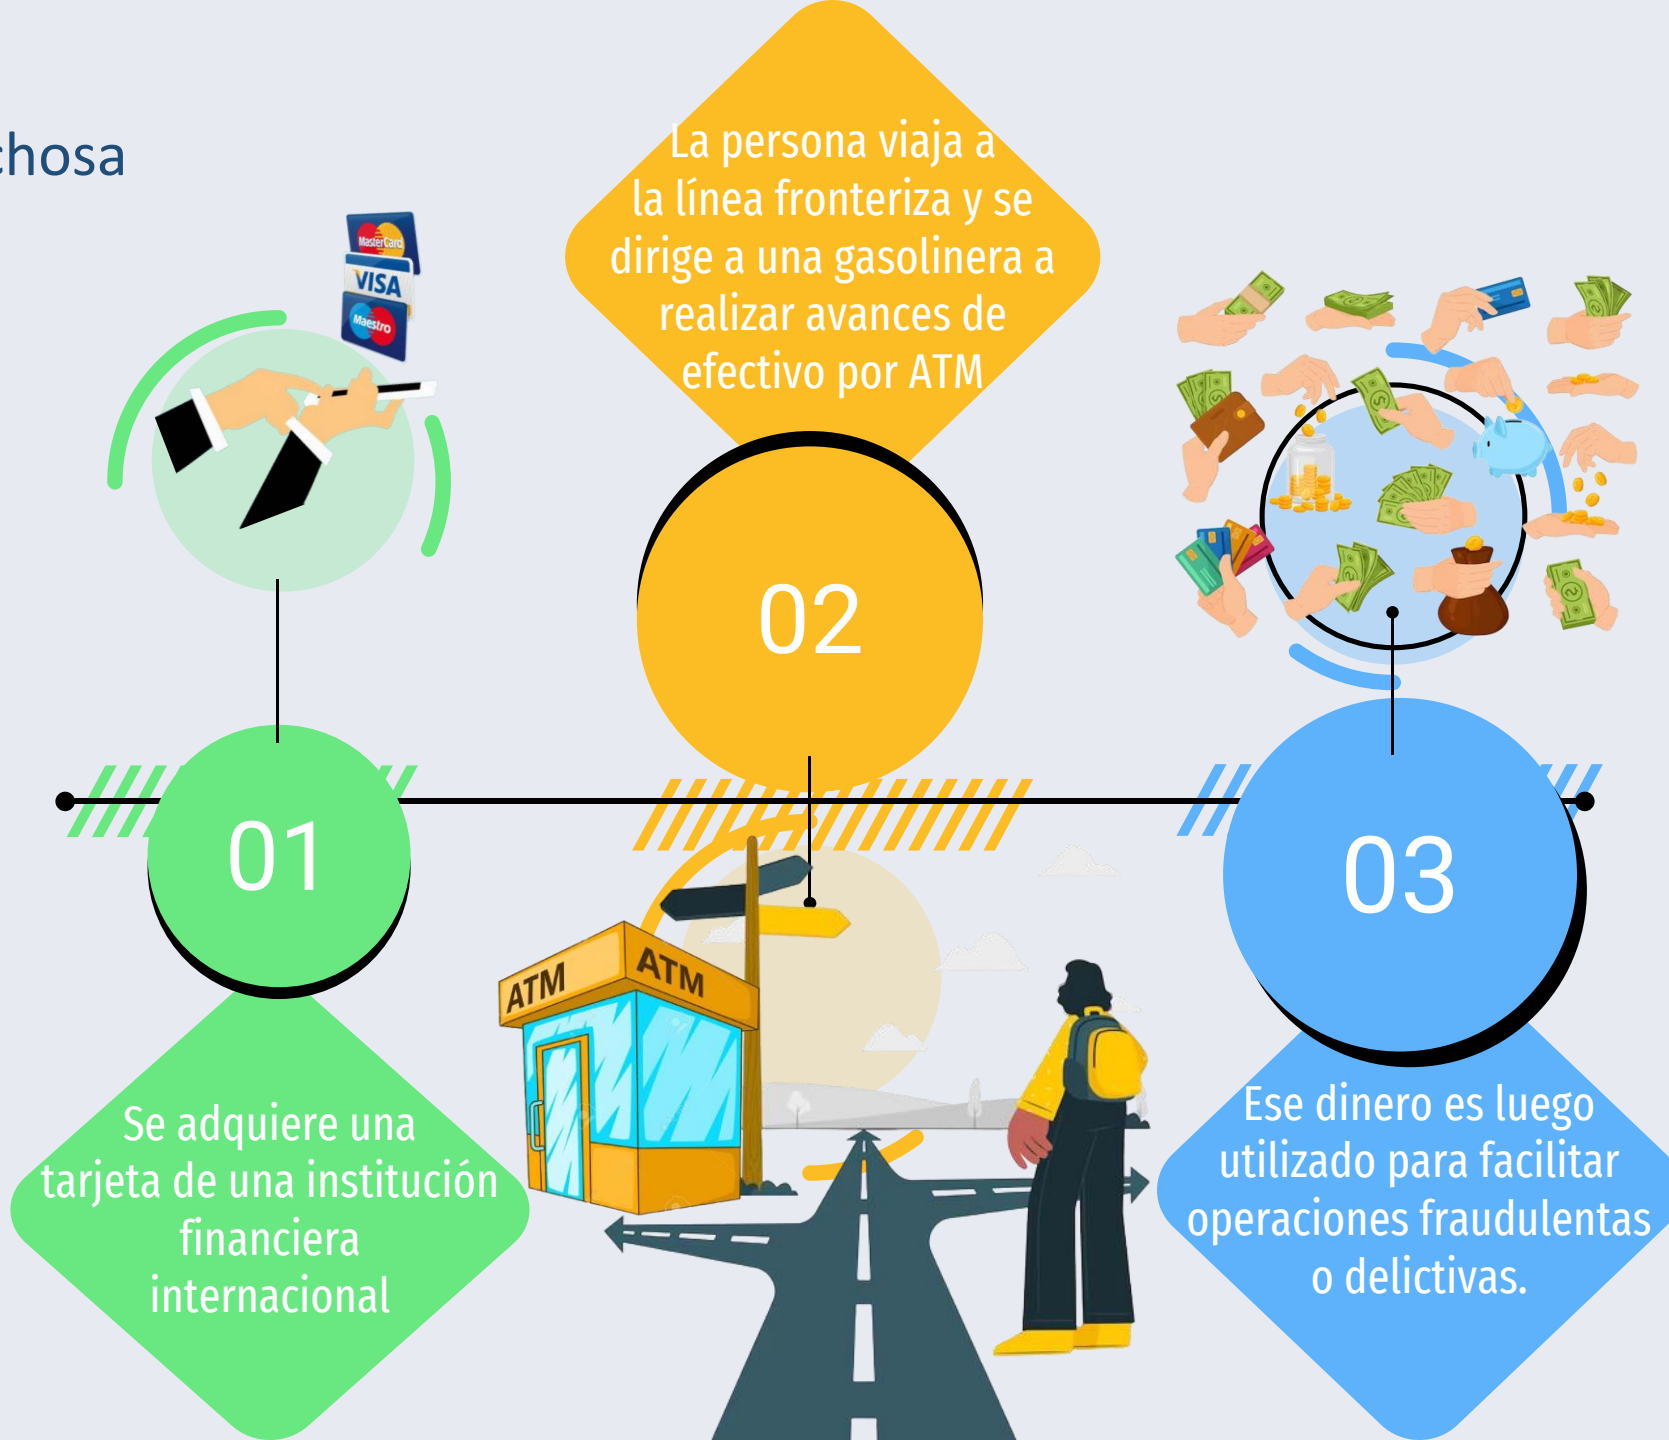 chosa
MasterCard
VISA
Maestro
La persona viaja a
la línea fronteriza y se
dirige a una gasolinera a
realizar avances de
efectivo por ATM
02
01
03
ATM
ATM
Se adquiere una
tarjeta de una institución
financiera
internacional
Ese dinero es luego
utilizado para facilitar
operaciones fraudulentas
o delictivas.